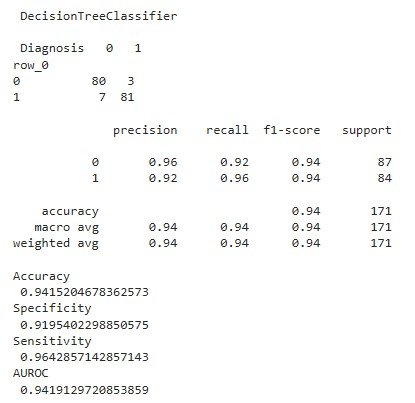 DecisionTreeClassifier
Diagnosis 0 1
row_0
0 80 3
1 7 81
precision recall f1-score support
0 0.96 0.92 0.94 87
1 0.92 0.96 0.94 84
accuracy 0.94 171
macro avg 0.94 0.94 0.94 171
weighted avg 0.94 0.94 0.94 171
Accuracy
0.9415204678362573
Specificity
0.9195402298850575
Sensitivity
0.9642857142857143
AUROC
0.9419129720853859